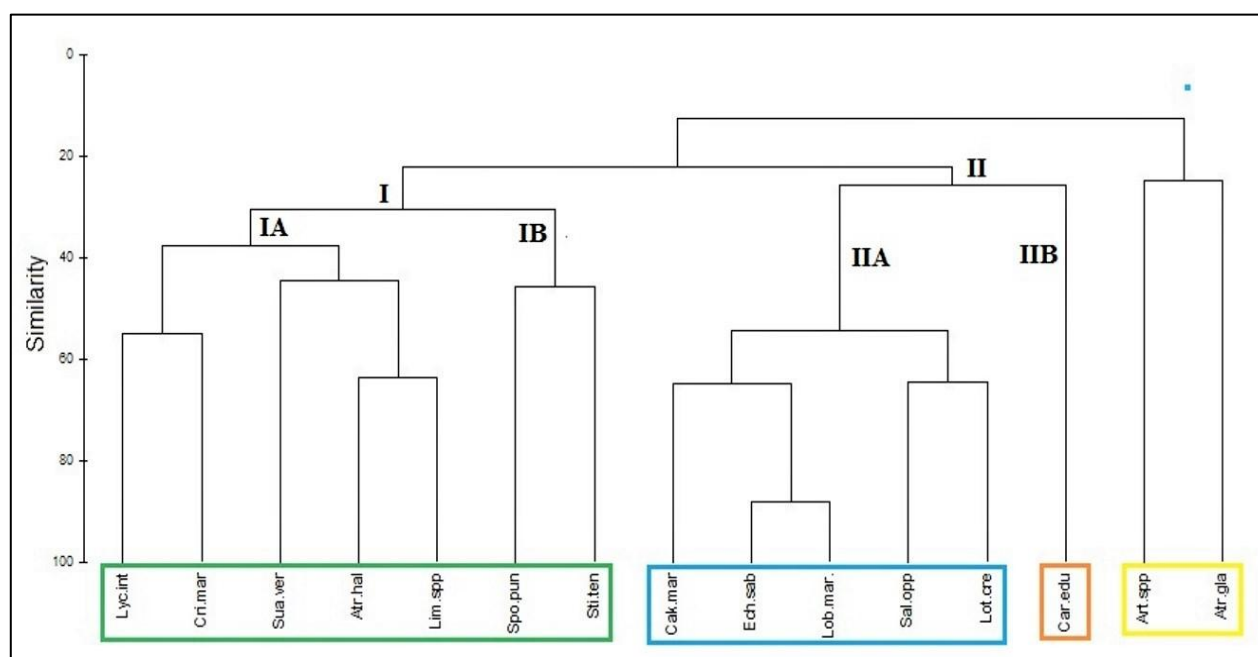 0
20
40
60
80
100
Similarity
I
II
IA
IB
IIA
IIB
Lyc.int
Cri.mar
Sua.ver
Atr.hal
Lim.spp
Spo.pun
Sti.ten
Cak.mar
Ech.sab
Lob.mar.
Sal.opp
Lot.cre
Car.edu
Art.spp
Atr.gla